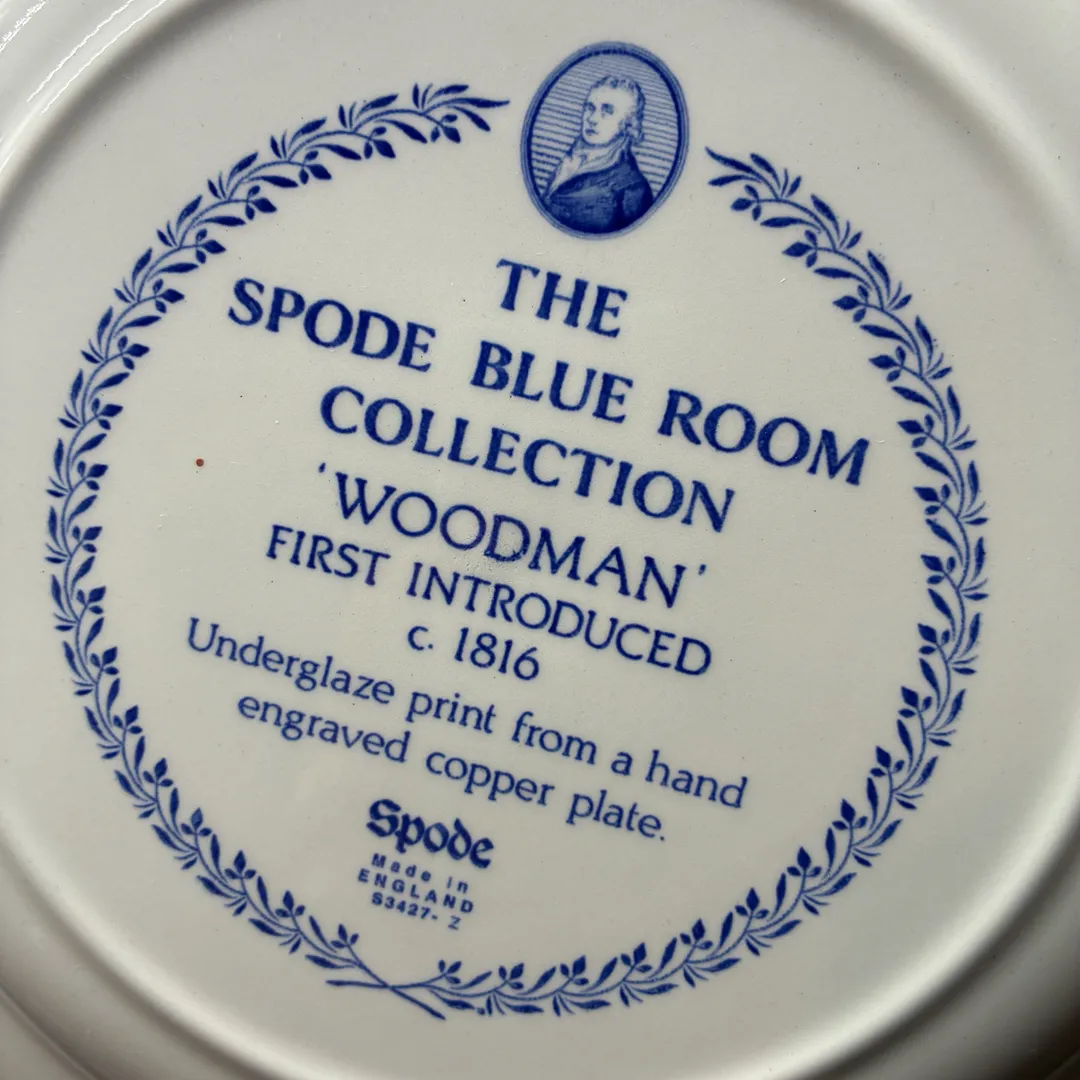 THE
SPODE BLUE ROOM
COLLECTION
'WOODMAN'
FIRST INTRODUCED
c. 1816
Underglaze print from a hand
engraved copper plate.
Spode
Made in
ENGLAND
S3427- Z